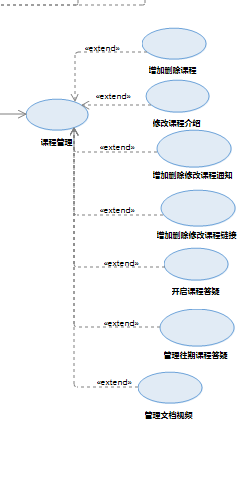 «extend»
增加删除课程
«extend»
修改课程介绍
课程管理
«extend»
增加删除修改课程通知
«extend»
增加删除修改课程链接
«extend»
开启课程答疑
«extend»
管理往期课程答疑
«extend»
管理文档视频